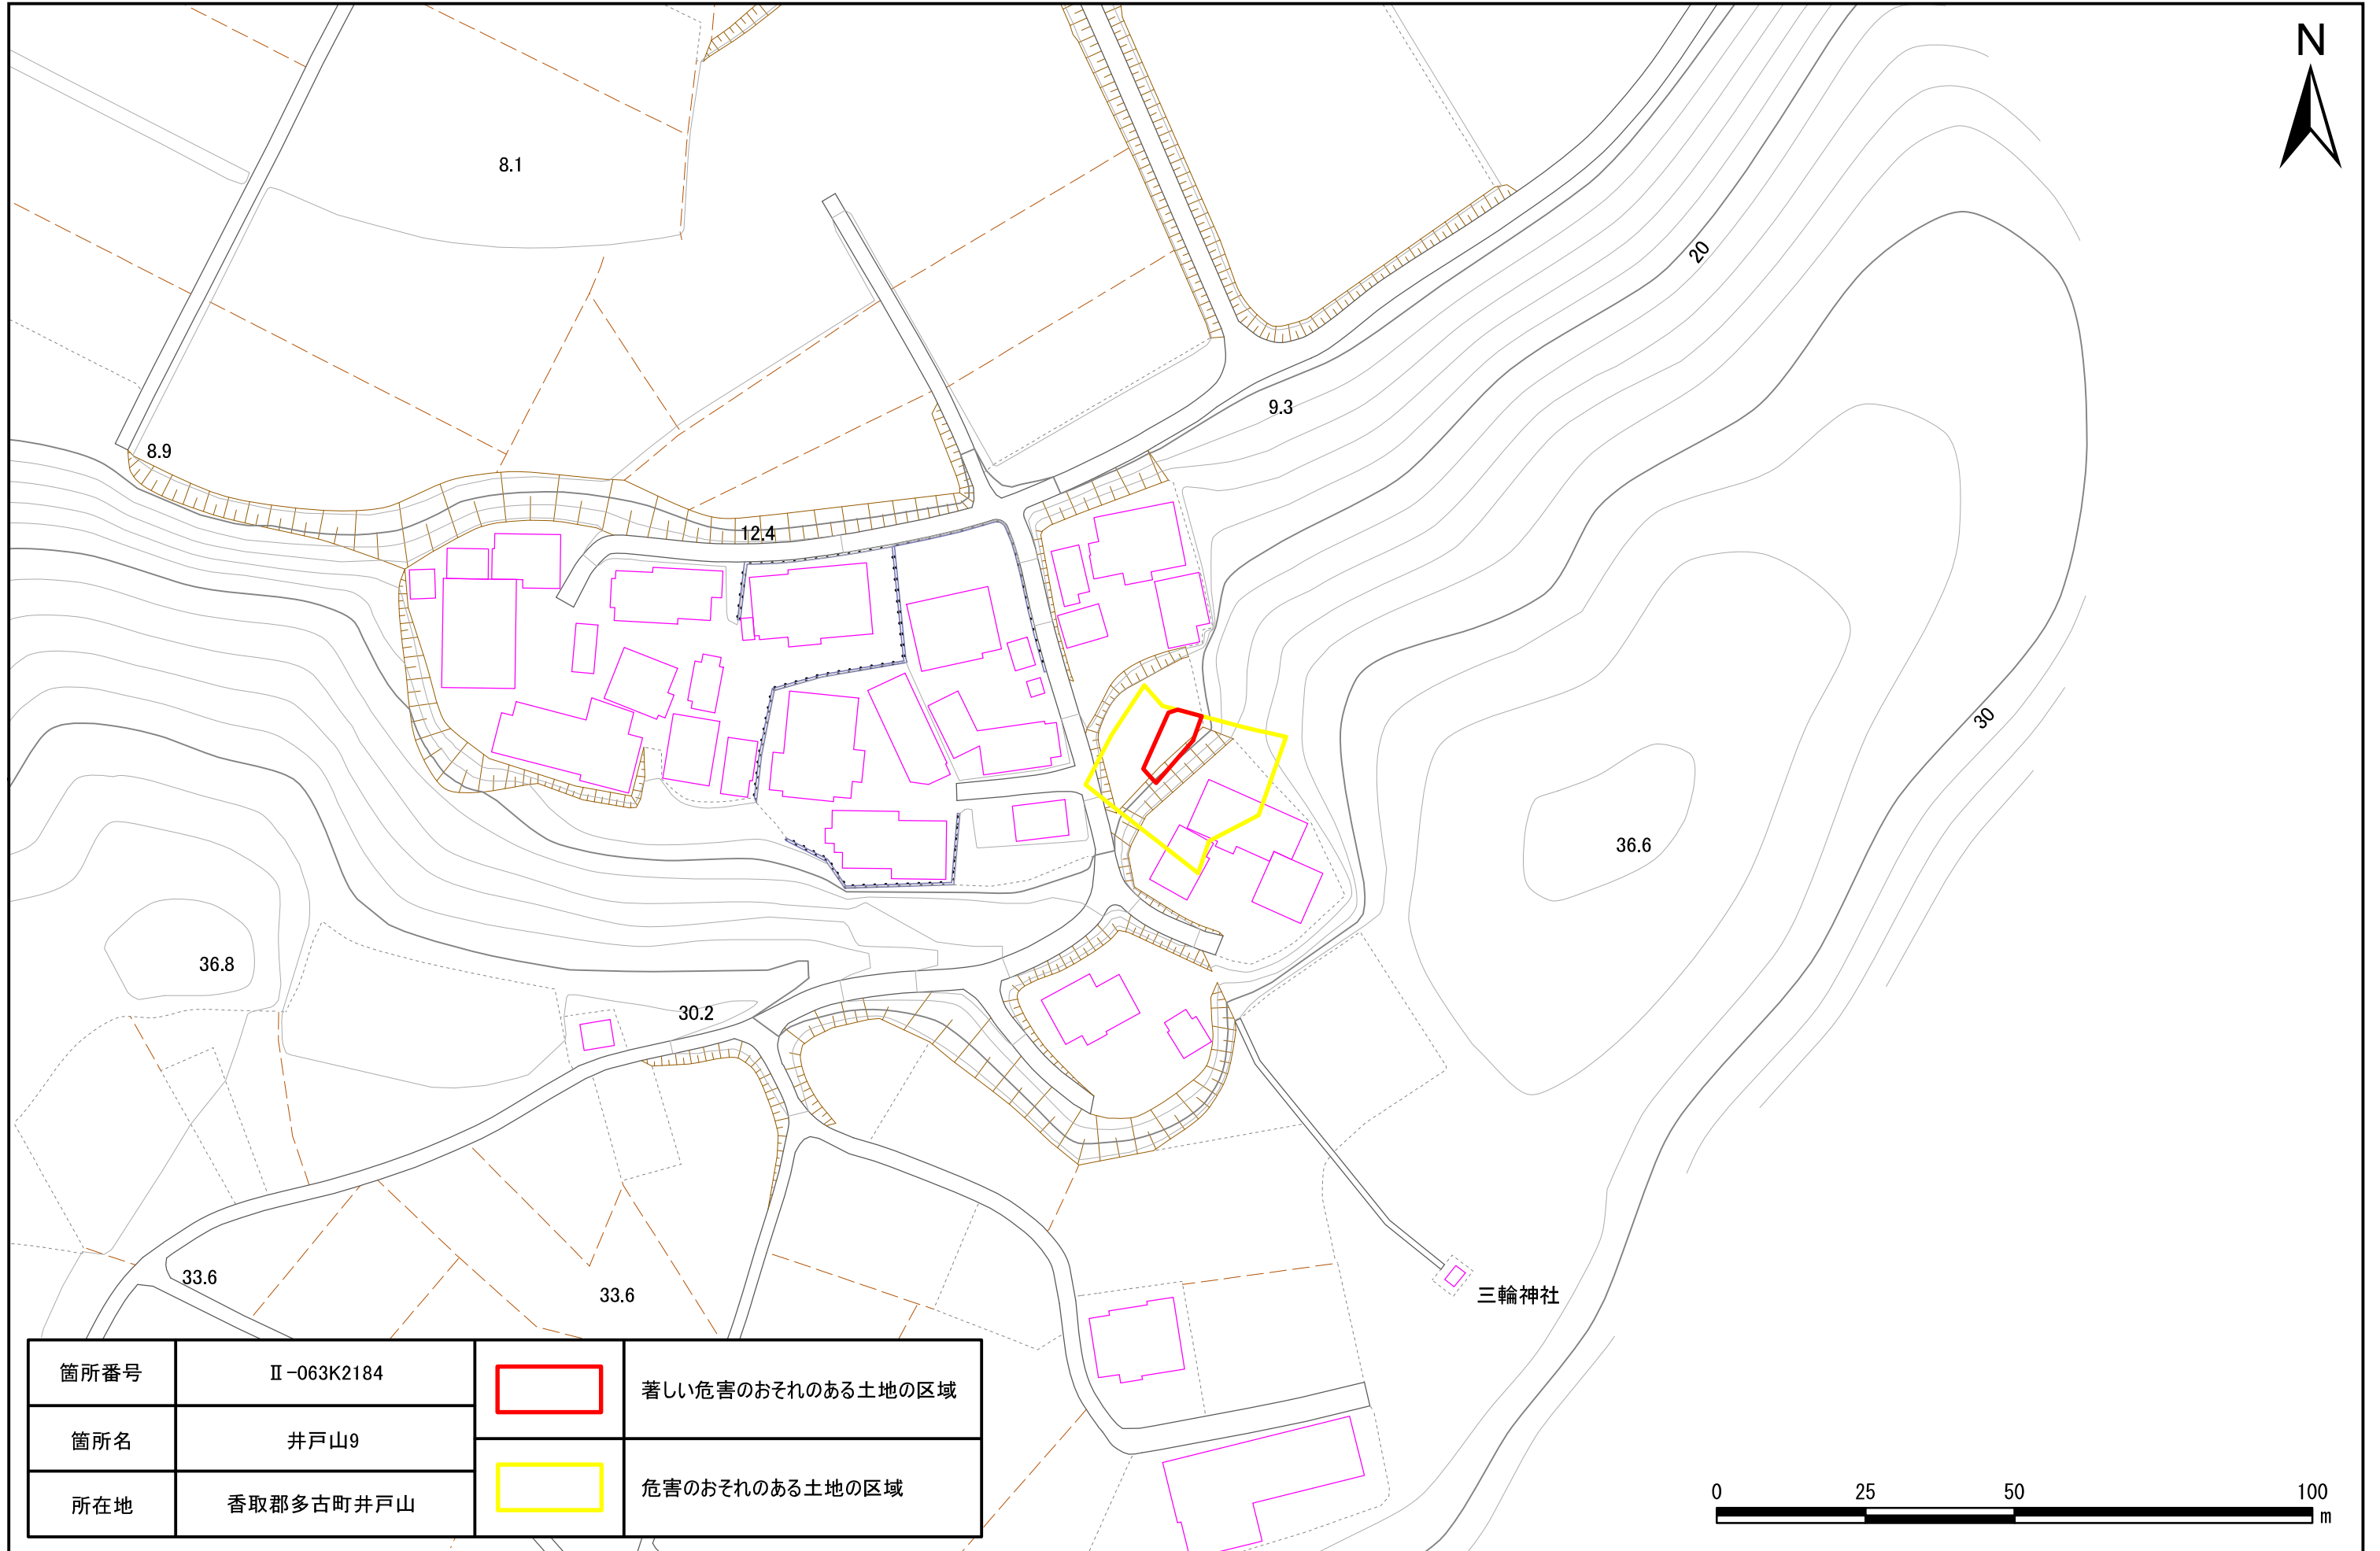 N
8.1
20
9.3
8.9
12.4
30
36.6
36.8
30.2
33.6
33.6
三輪神社
箇所番号 Ⅱ-063K2184
箇所名 井戸山9
所在地 香取郡多古町井戸山
著しい危害のおそれのある土地の区域
危害のおそれのある土地の区域
0 25 50 100
m